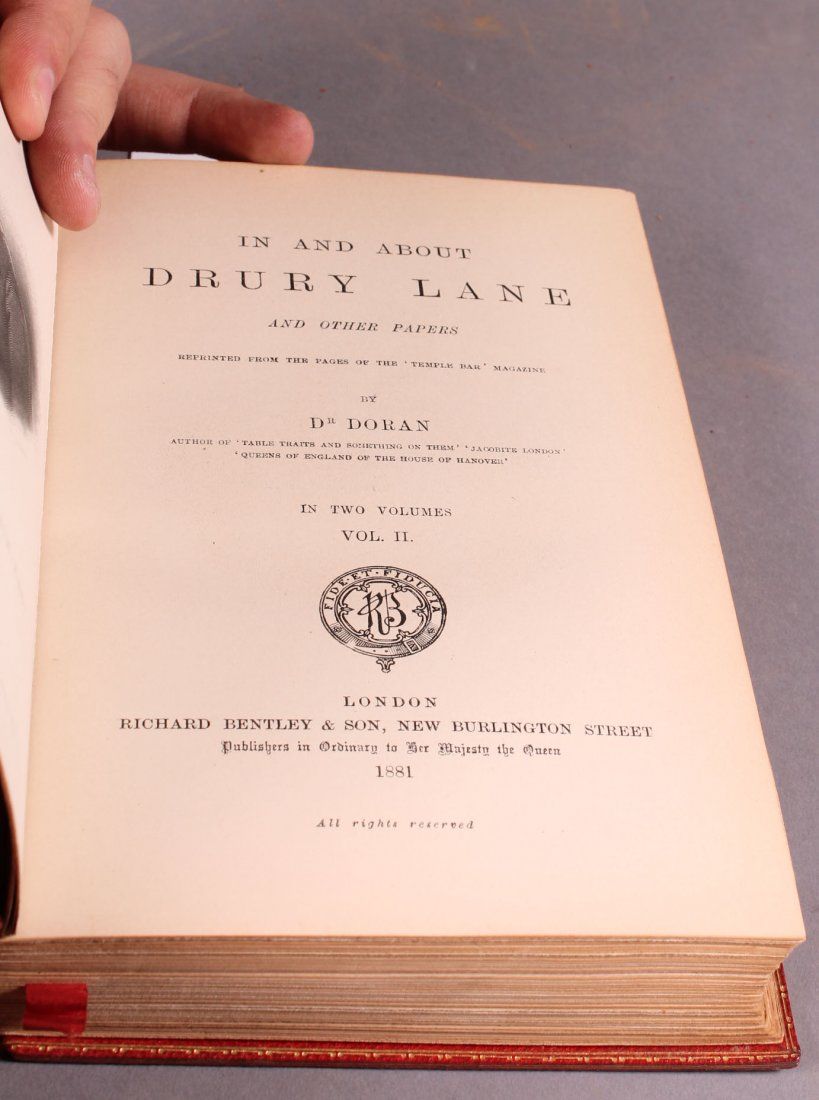 IN AND ABOUT
DRURY LANE
AND OTHER PAPERS
REPRINTED FROM THE PAGES OF THE 'TEMPLE BAR' MAGAZINE
BY
DR DORAN
AUTHOR OF 'TABLE TRAITS AND SOMETHING ON THEM' 'JACOBITE LONDON'
'QUEENS OF ENGLAND OF THE HOUSE OF HANOVER'
IN TWO VOLUMES
VOL. II.
FIDE·ET·FIDUCIA
RB
LONDON
RICHARD BENTLEY & SON, NEW BURLINGTON STREET
Publishers in Ordinary to Her Majesty the Queen
1881
All rights reserved